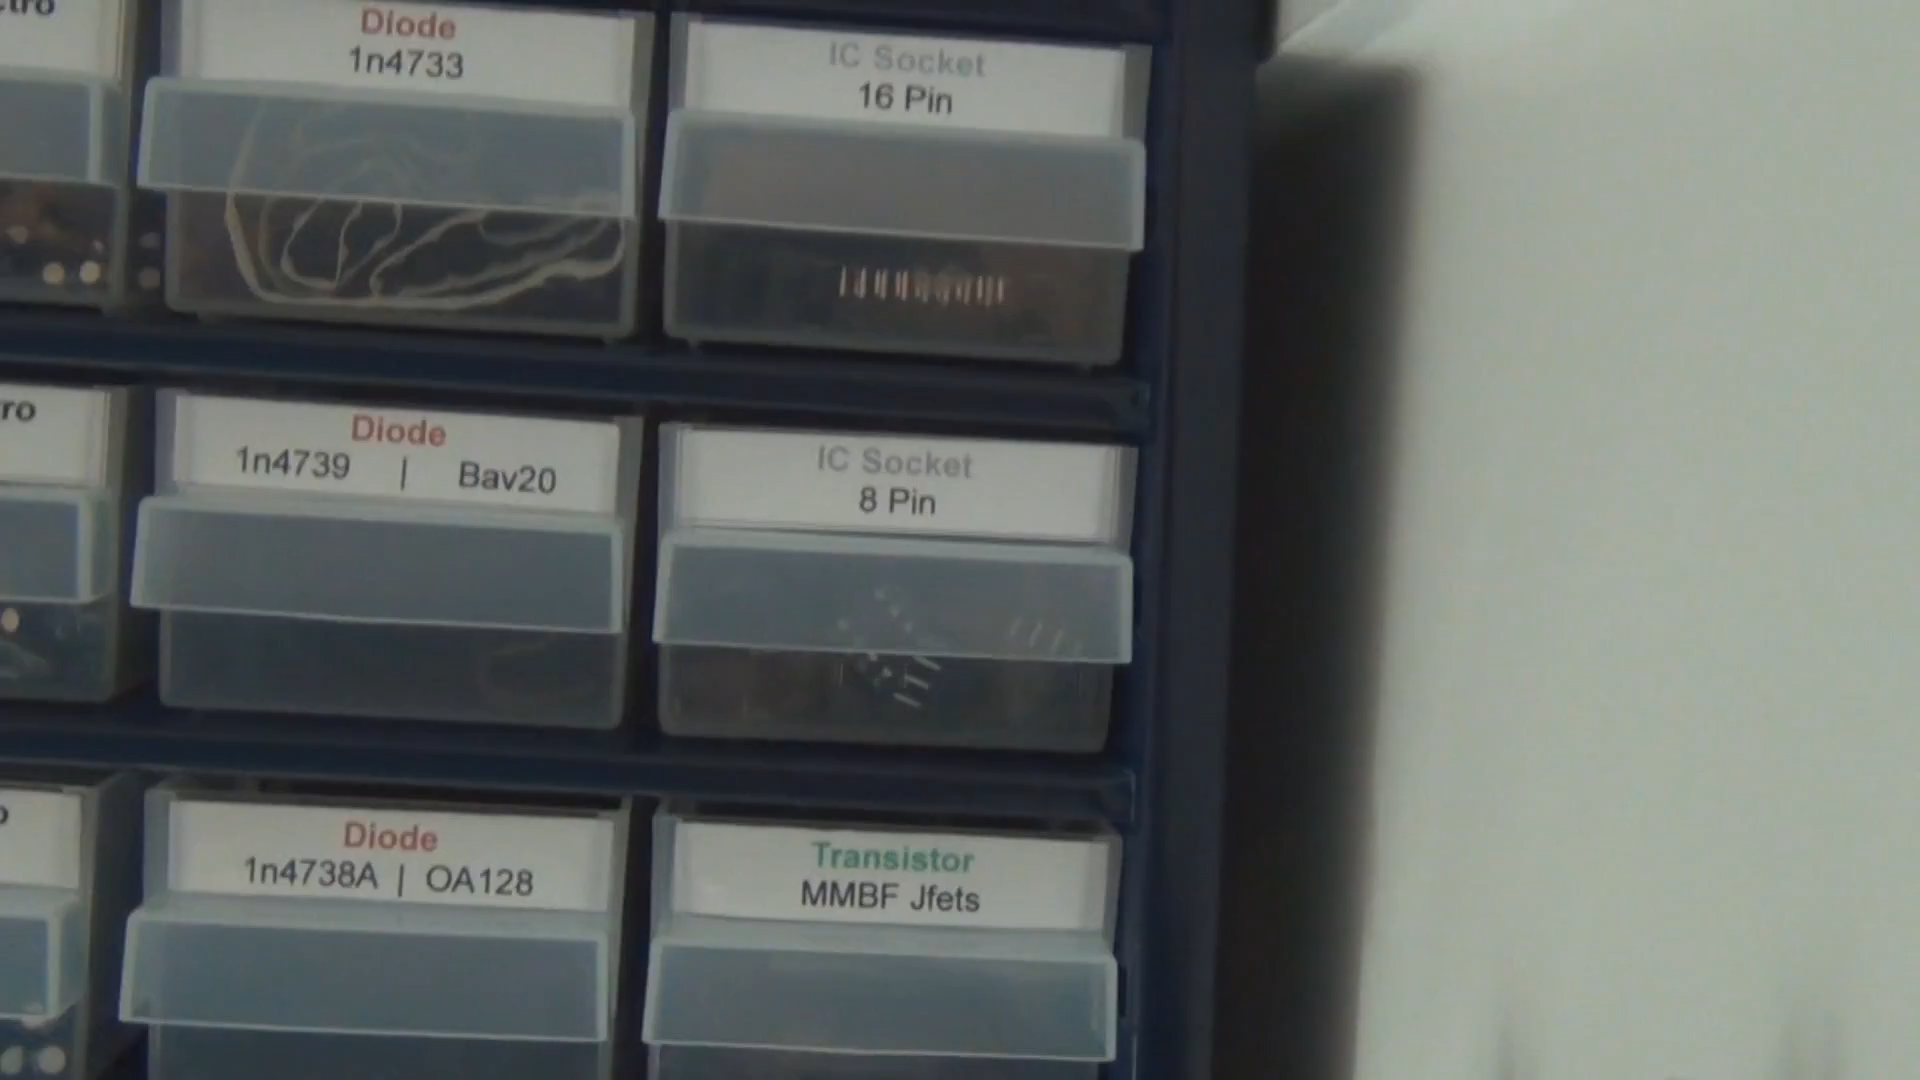 Diode
1n4733
IC Socket
16 Pin
ro
Diode
1n4739 | Bav20
IC Socket
8 Pin
Diode
1n4738A | OA128
Transistor
MMBF Jfets